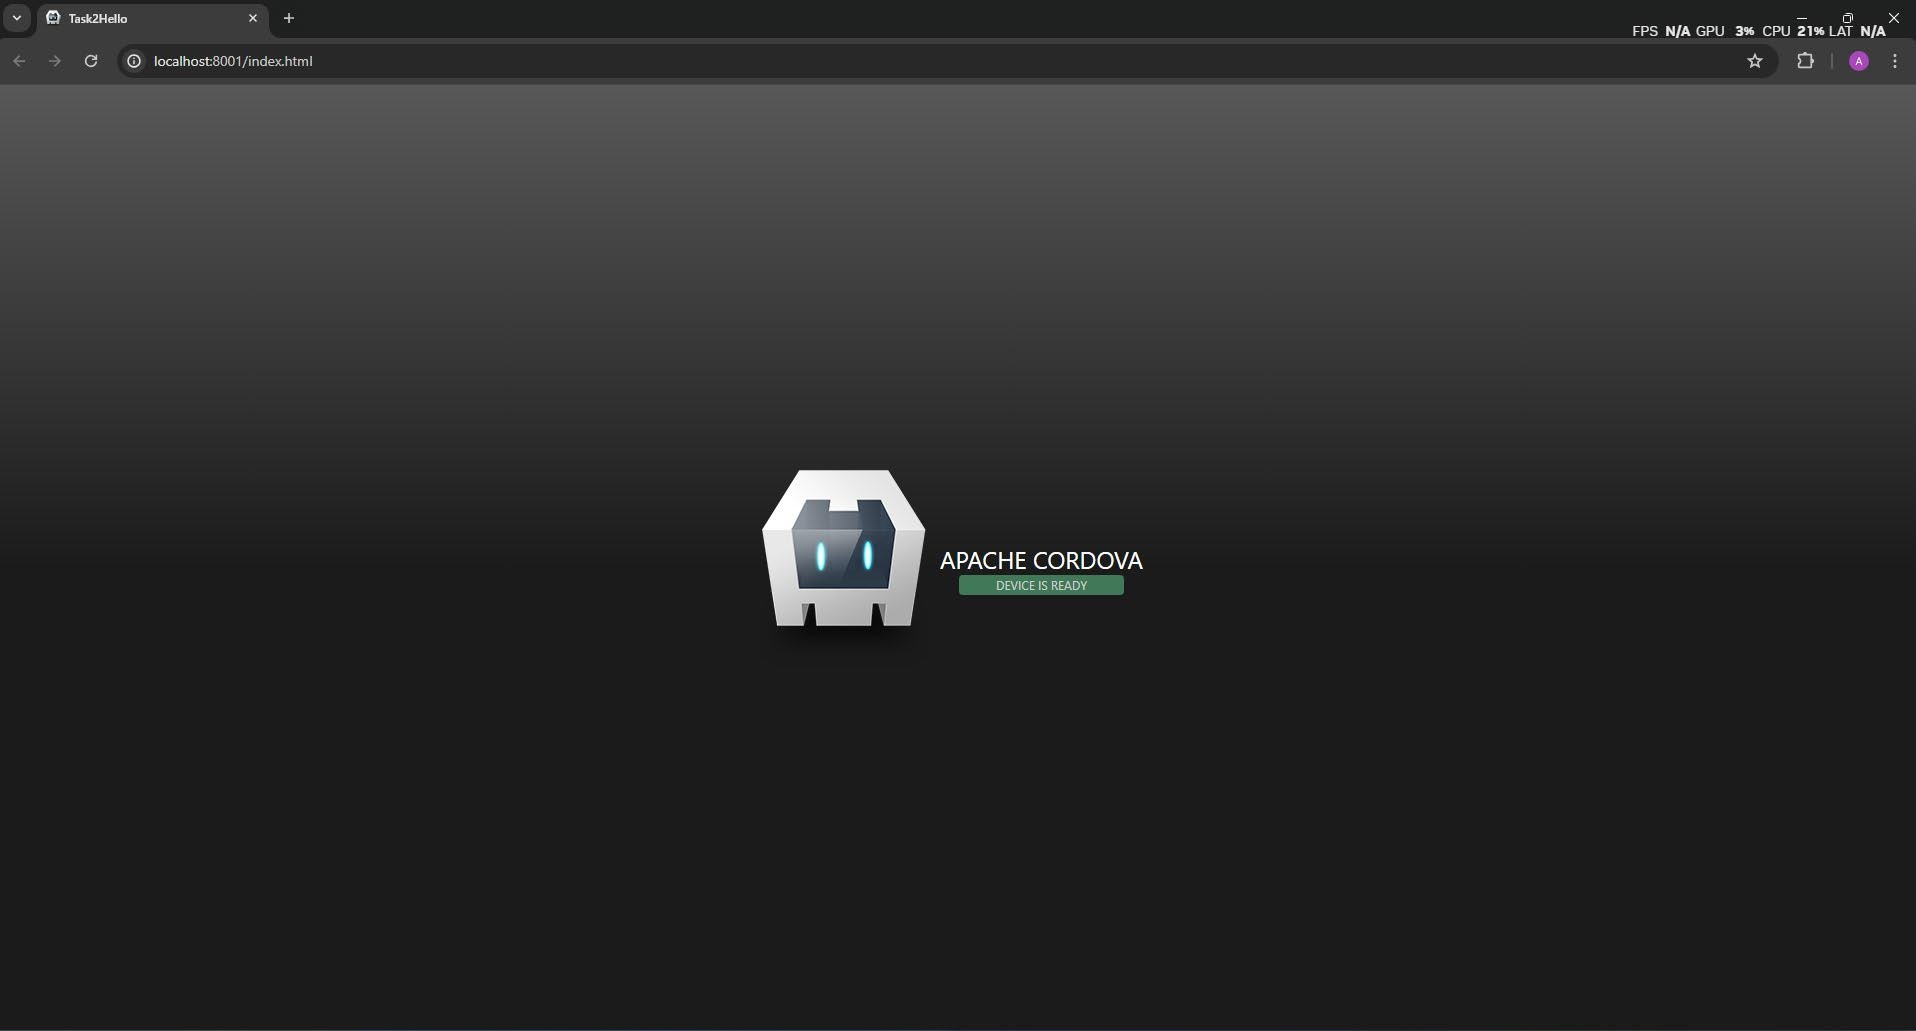 Task2Hello
FPS N/A GPU 3% CPU 21% LAT N/A
localhost:8001/index.html
A
APACHE CORDOVA
DEVICE IS READY